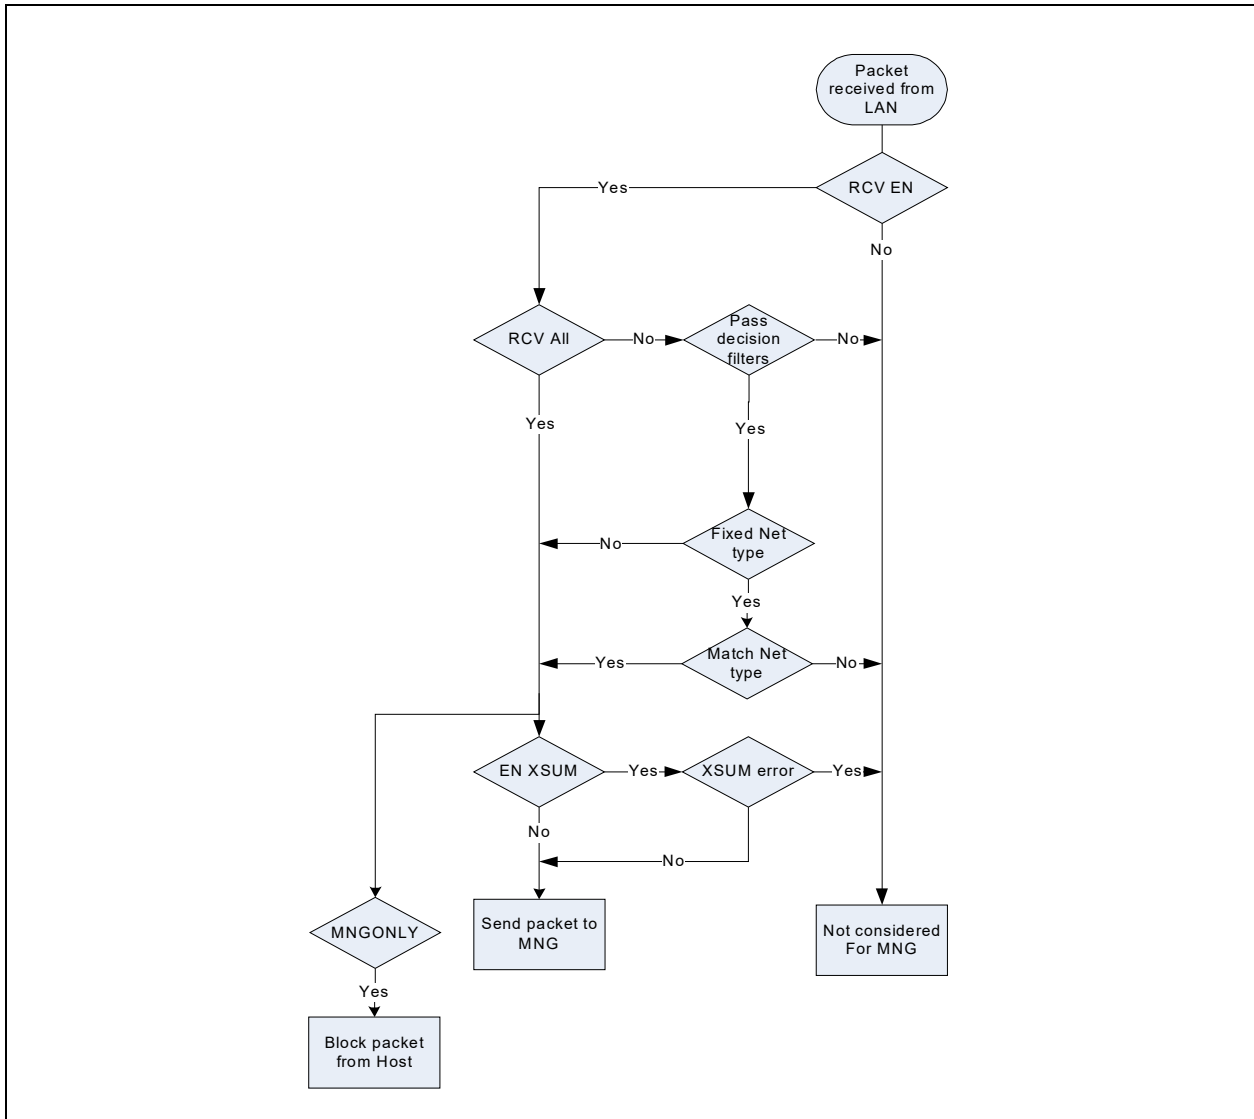 Packet
received from
LAN
RCV EN
Yes
No
RCV All
No
Pass
decision
filters
No
Yes
Yes
Fixed Net
type
No
Yes
Match Net
type
Yes
No
EN XSUM
Yes
XSUM error
Yes
No
No
MNGONLY
Send packet to
MNG
Not considered
For MNG
Yes
Block packet
from Host